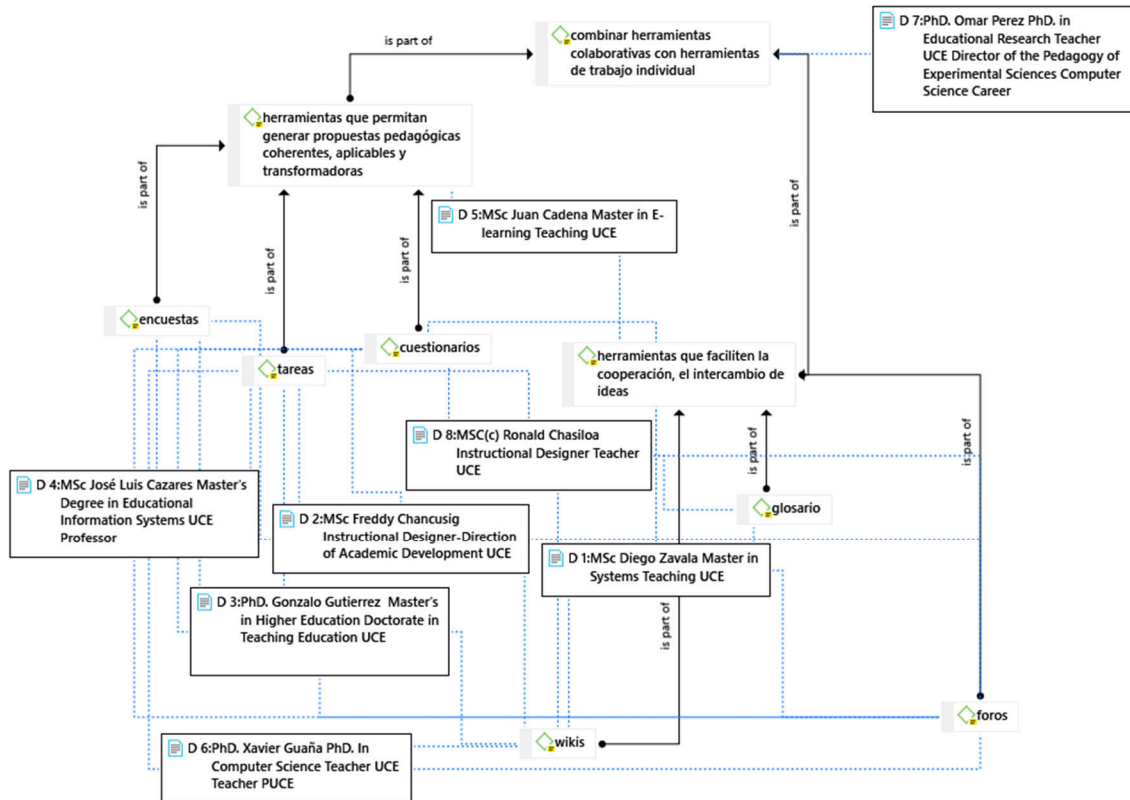 is part of
combinar herramientas
colaborativas con herramientas
de trabajo individual
D 7:PhD. Omar Perez PhD. in
Educational Research Teacher
UCE Director of the Pedagogy of
Experimental Sciences Computer
Science Career
herramientas que permitan
generar propuestas pedagógicas
coherentes, aplicables y
transformadoras
is part of
is part of
is part of
is part of
D 5:MSc Juan Cadena Master in E-
learning Teaching UCE
encuestas
cuestionarios
tareas
herramientas que faciliten la
cooperación, el intercambio de
ideas
D 8:MSC(c) Ronald Chasiloa
Instructional Designer Teacher
UCE
is part of
is part of
D 4:MSc José Luis Cazares Master's
Degree in Educational
Information Systems UCE
Professor
D 2:MSc Freddy Chancusig
Instructional Designer-Direction
of Academic Development UCE
glosario
D 1:MSc Diego Zavala Master in
Systems Teaching UCE
D 3:PhD. Gonzalo Gutierrez Master's
in Higher Education Doctorate in
Teaching Education UCE
is part of
foros
wikis
D 6:PhD. Xavier Guaña PhD. In
Computer Science Teacher UCE
Teacher PUCE